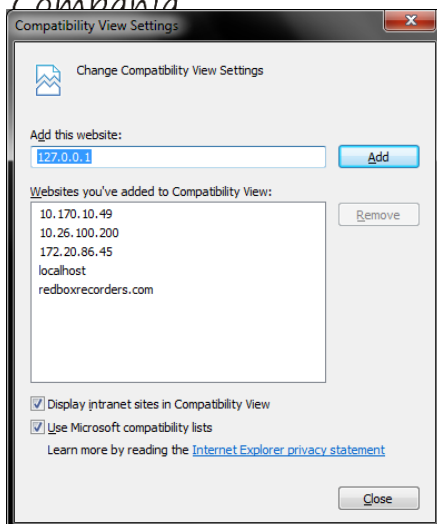 Compania
Compatibility View Settings
Change Compatibility View Settings
Add this website:
127.0.0.1
Add
Websites you've added to Compatibility View:
10.170.10.49
Remove
10.26.100.200
172.20.86.45
localhost
redboxrecorders.com
Display intranet sites in Compatibility View
Use Microsoft compatibility lists
Learn more by reading the Internet Explorer privacy statement
Close